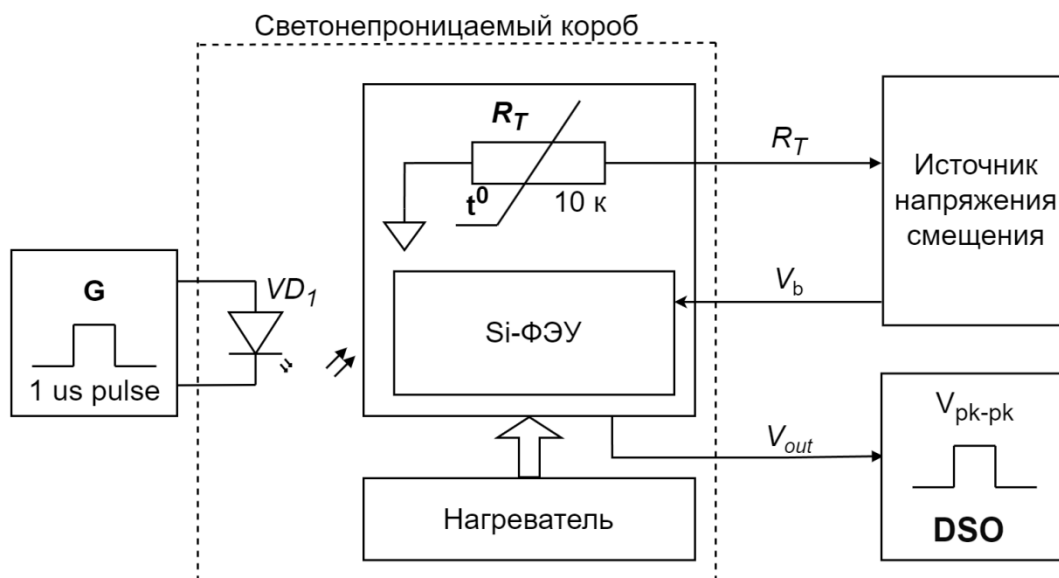 Светонепроницаемый короб
R_T
t⁰
10 к
R_T
Источник
напряжения
смещения
G
1 us pulse
VD₁
Si-ФЭУ
V_b
V_pk-pk
DSO
V_out
Нагреватель